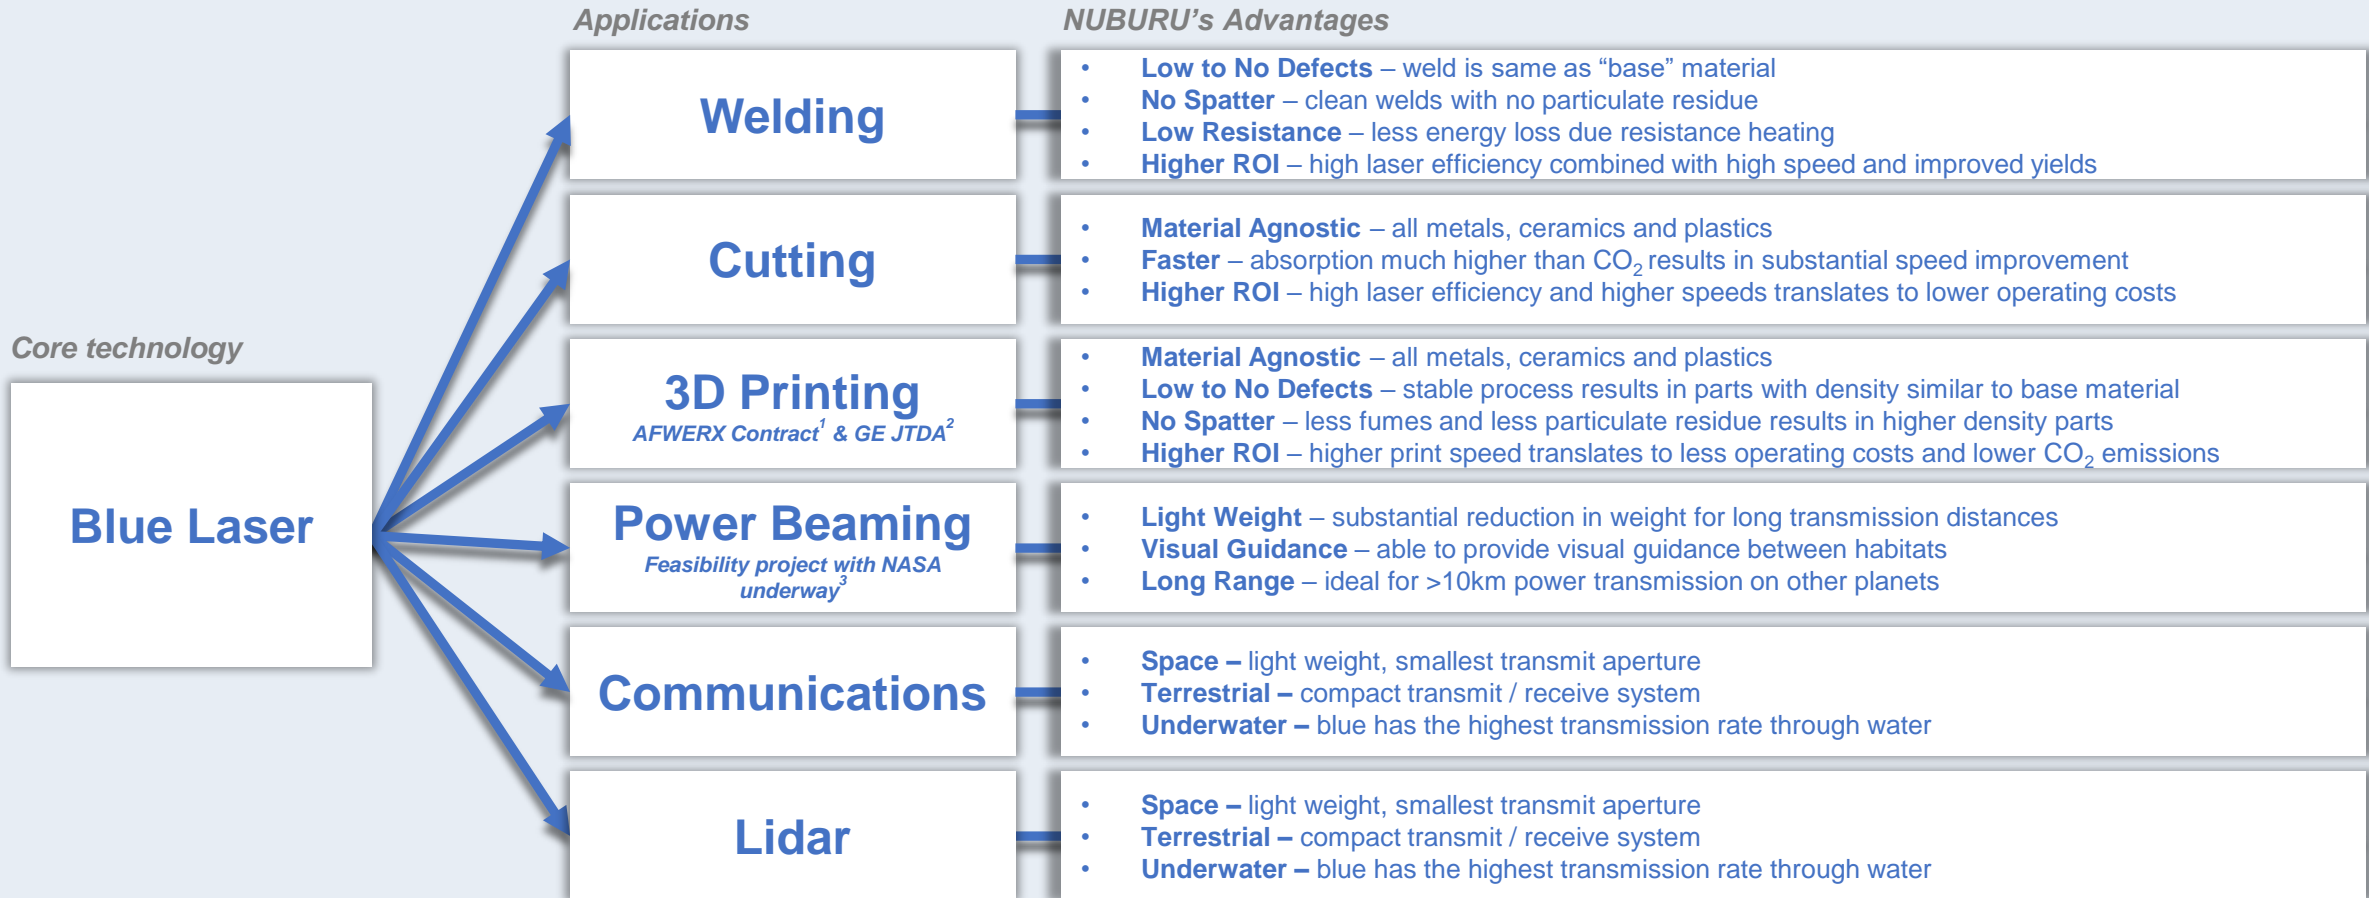 Applications
NUBURU's Advantages
Core technology
Blue Laser
Welding
• Low to No Defects – weld is same as “base” material
• No Spatter – clean welds with no particulate residue
• Low Resistance – less energy loss due resistance heating
• Higher ROI – high laser efficiency combined with high speed and improved yields
Cutting
• Material Agnostic – all metals, ceramics and plastics
• Faster – absorption much higher than CO₂ results in substantial speed improvement
• Higher ROI – high laser efficiency and higher speeds translates to lower operating costs
3D Printing
AFWERX Contract¹ & GE JTDA²
• Material Agnostic – all metals, ceramics and plastics
• Low to No Defects – stable process results in parts with density similar to base material
• No Spatter – less fumes and less particulate residue results in higher density parts
• Higher ROI – higher print speed translates to less operating costs and lower CO₂ emissions
Power Beaming
Feasibility project with NASA
underway³
• Light Weight – substantial reduction in weight for long transmission distances
• Visual Guidance – able to provide visual guidance between habitats
• Long Range – ideal for >10km power transmission on other planets
Communications
• Space – light weight, smallest transmit aperture
• Terrestrial – compact transmit / receive system
• Underwater – blue has the highest transmission rate through water
Lidar
• Space – light weight, smallest transmit aperture
• Terrestrial – compact transmit / receive system
• Underwater – blue has the highest transmission rate through water